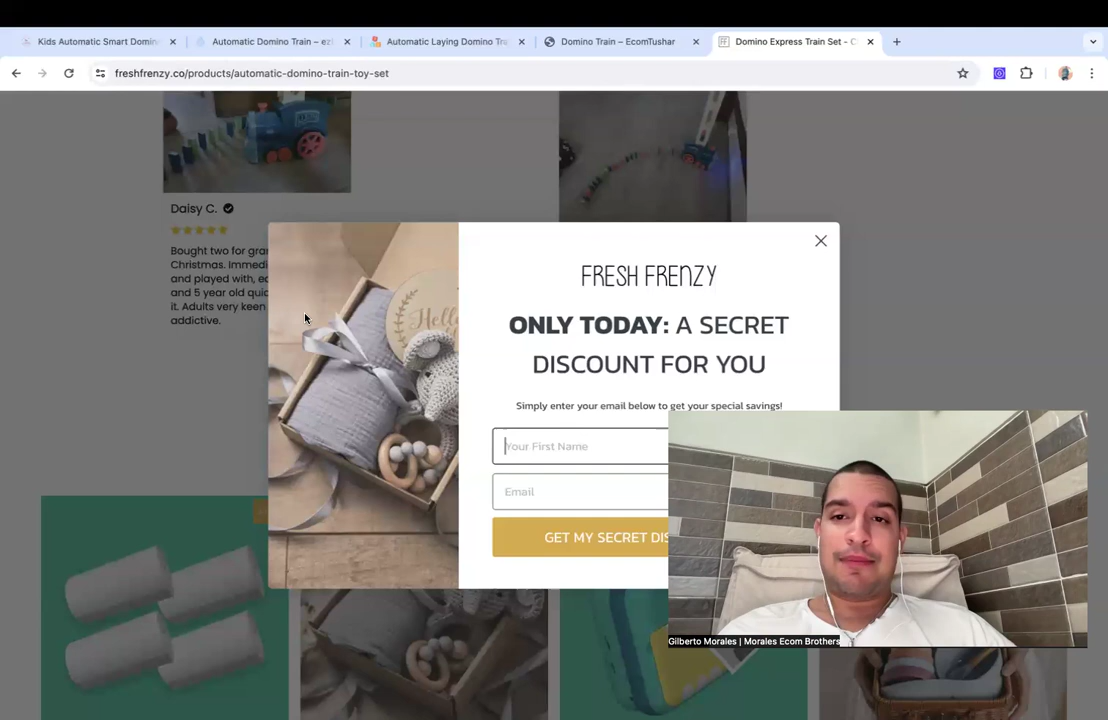 Kids Automatic Smart Domin
Automatic Domino Train – ez
Automatic Laying Domino Tra
Domino Train – EcomTushar
Domino Express Train Set - C
freshfrenzy.co/products/automatic-domino-train-toy-set
Daisy C.
Bought two for gra
Christmas. Immedi
and played with, ec
and 5 year old quic
it. Adults very keen
addictive.
FRESH FRENZY
ONLY TODAY: A SECRET
DISCOUNT FOR YOU
Simply enter your email below to get your special savings!
Your First Name
Email
GET MY SECRET DIS
Gilberto Morales | Morales Ecom Brothers